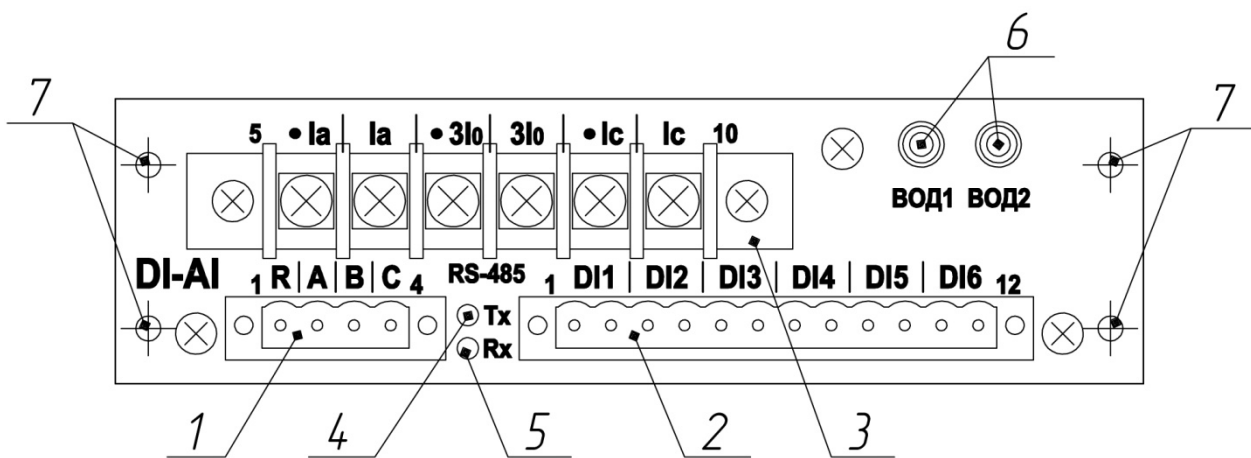 6
7
7
5 • Ia | Ia | • 3I₀ | 3I₀ | • Ic | Ic 10
ВОД1 ВОД2
DI-AI
1 R | A | B | C 4
RS-485
1 DI1 | DI2 | DI3 | DI4 | DI5 | DI6 12
Tx
Rx
1
4
5
2
3